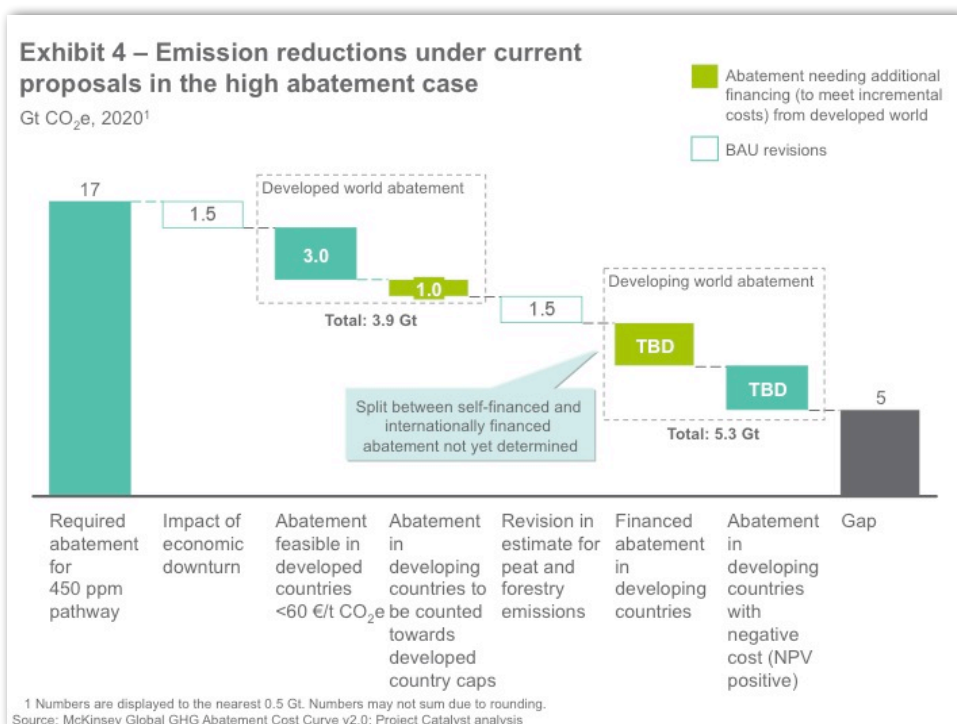 Exhibit 4 – Emission reductions under current
proposals in the high abatement case
Gt CO₂e, 2020¹
Abatement needing additional
financing (to meet incremental
costs) from developed world
BAU revisions
17
1.5
Developed world abatement
3.0
1.0
Total: 3.9 Gt
1.5
Developing world abatement
TBD
TBD
Total: 5.3 Gt
5
Split between self-financed and
internationally financed
abatement not yet determined
Required
abatement
for
450 ppm
pathway
Impact of
economic
downturn
Abatement
feasible in
developed
countries
<60 €/t CO₂e
Abatement
in
developing
countries to
be counted
towards
developed
country caps
Revision in
estimate for
peat and
forestry
emissions
Financed
abatement
in
developing
countries
Abatement
in
developing
countries
with
negative
cost (NPV
positive)
Gap
1 Numbers are displayed to the nearest 0.5 Gt. Numbers may not sum due to rounding.
Source: McKinsey Global GHG Abatement Cost Curve v2.0; Project Catalyst analysis